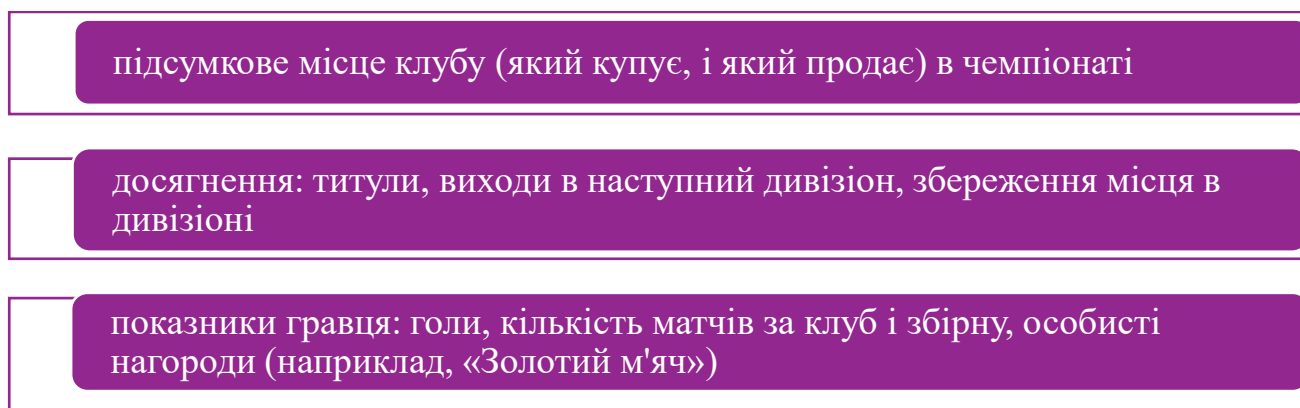 підсумкове місце клубу (який купує, і який продає) в чемпіонаті
досягнення: титули, виходи в наступний дивізіон, збереження місця в
дивізіоні
показники гравця: голи, кількість матчів за клуб і збірну, особисті
нагороди (наприклад, «Золотий м'яч»)